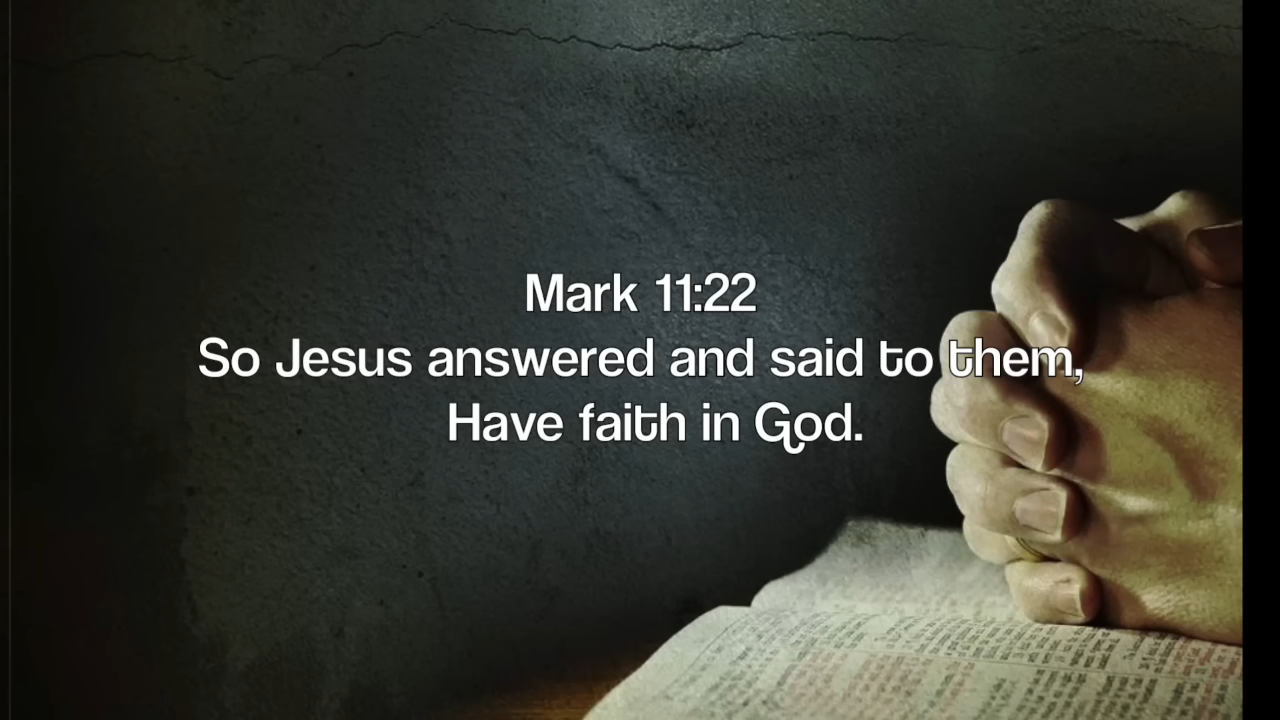 Mark 11:22
So Jesus answered and said to them,
Have faith in God.